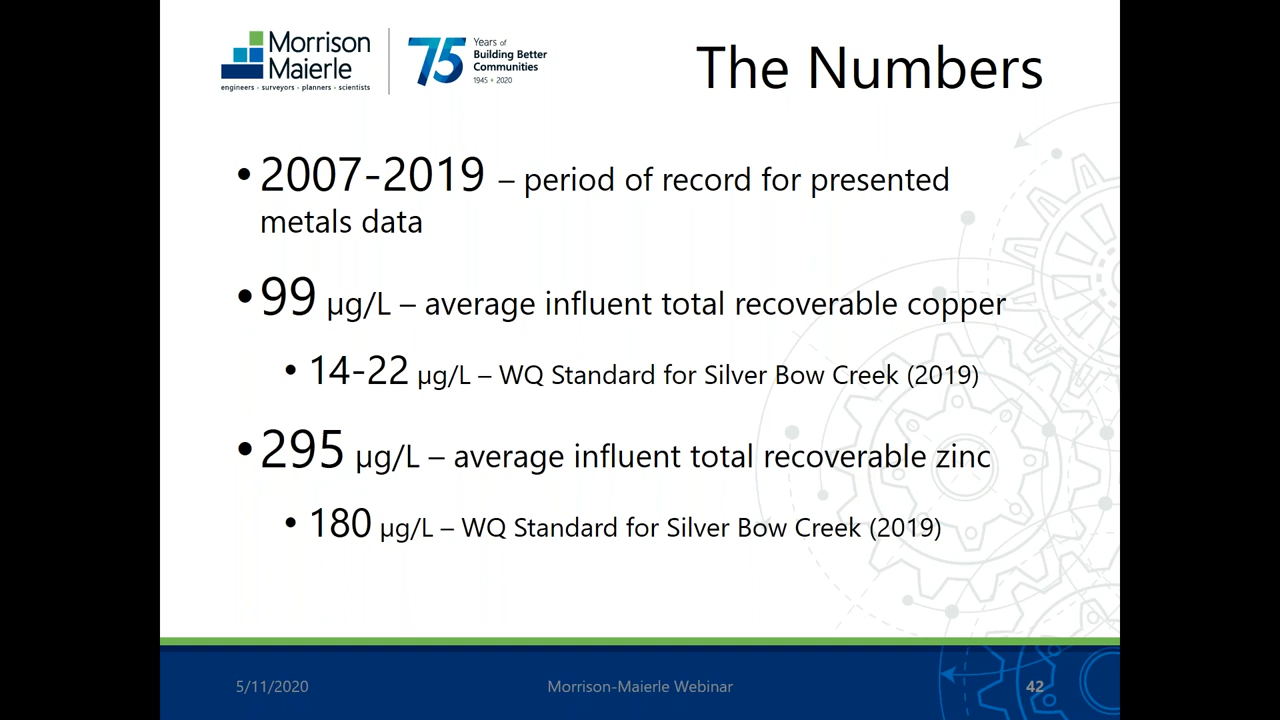 Morrison
Maierle
engineers • surveyors • planners • scientists
75
Years of
Building Better
Communities
1945 • 2020
The Numbers
• 2007-2019 – period of record for presented
metals data
• 99 µg/L – average influent total recoverable copper
• 14-22 µg/L – WQ Standard for Silver Bow Creek (2019)
• 295 µg/L – average influent total recoverable zinc
• 180 µg/L – WQ Standard for Silver Bow Creek (2019)
5/11/2020
Morrison-Maierle Webinar
42